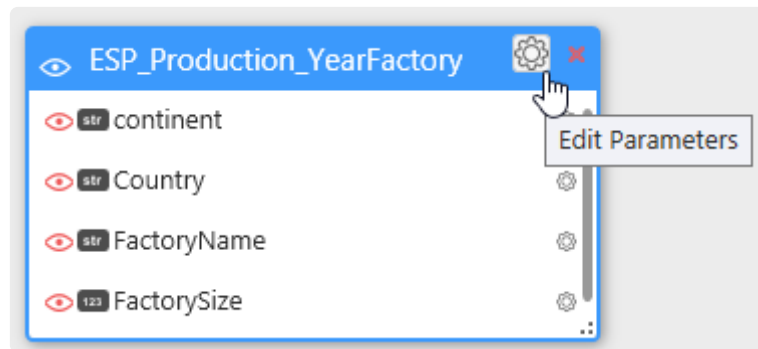 ESP_Production_YearFactory
str continent
Edit Parameters
str Country
str FactoryName
123 FactorySize